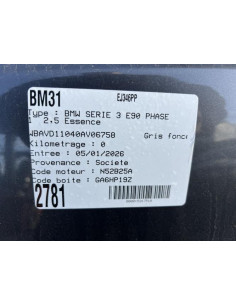 BM31
EJ346PP
Type : BMW SERIE 3 E90 PHASE
1 2.5 Essence
WBAVD11040AV06758
Gris fonce
Kilometrage : 0
Entree : 05/01/2026
Provenance : Societe
Code moteur : N52B25A
Code boite : GA6HP19Z
2781